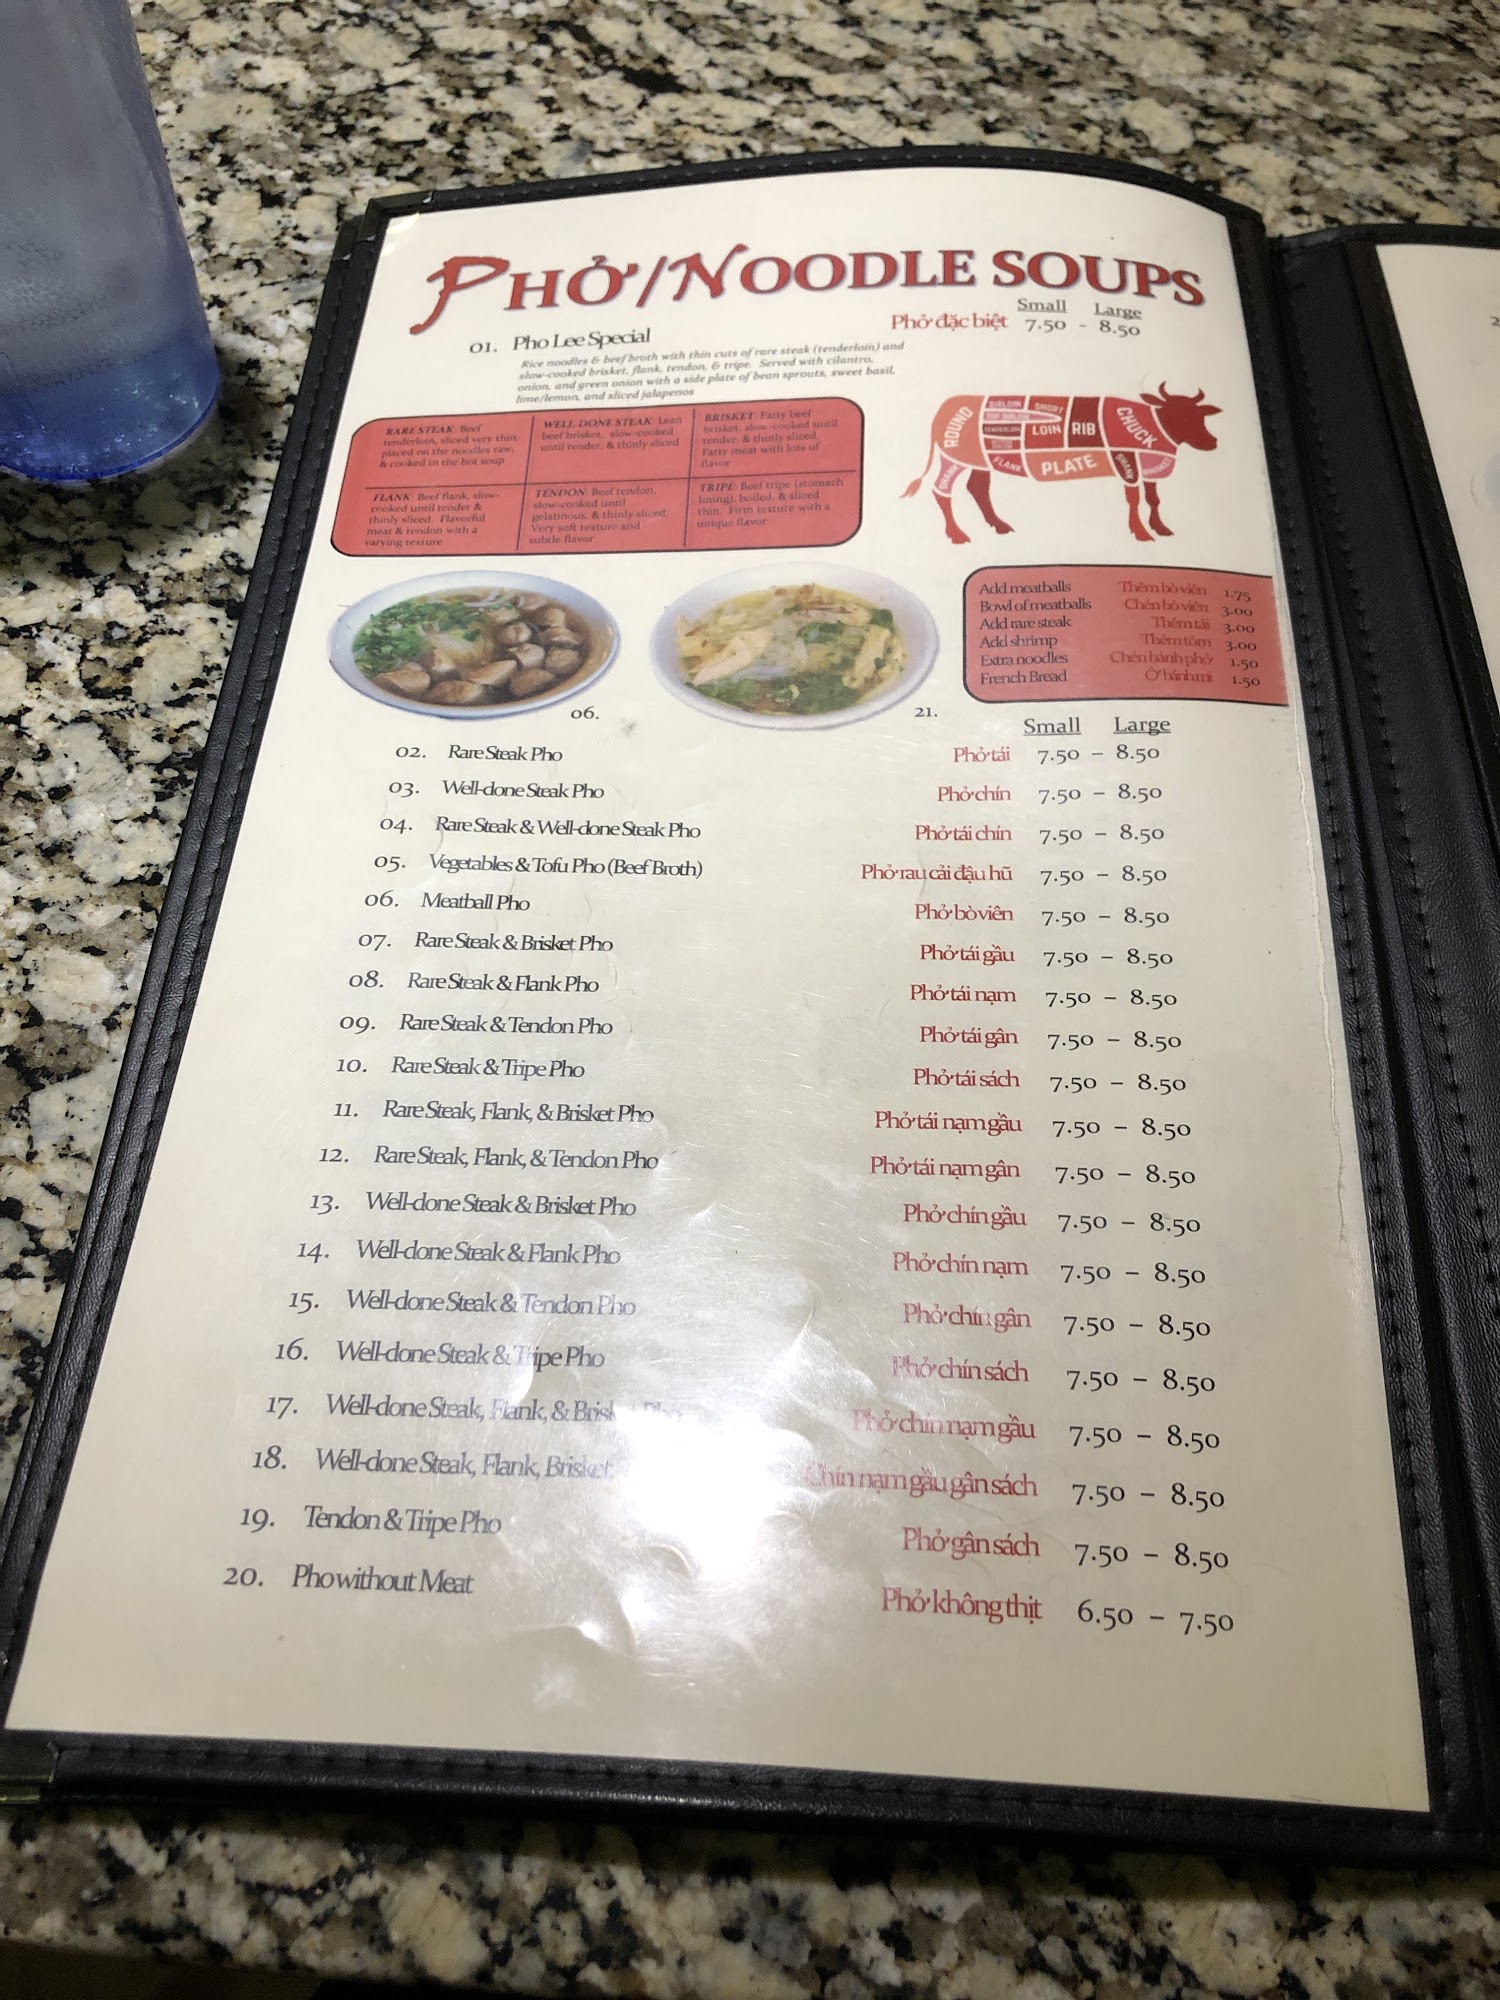 PHỞ/NOODLE SOUPS
Small Large
01. Pho Lee Special Phở đặc biệt 7.50 - 8.50
Rice noodles & beef broth with thin cuts of rare steak (tenderloin) and
slow-cooked brisket, flank, tendon, & tripe. Served with cilantro,
onion, and green onion with a side plate of bean sprouts, sweet basil,
lime/lemon, and sliced jalapenos
RARE STEAK: Beef
tenderloin, sliced very thin,
placed on the noodles raw,
& cooked in the hot soup
WELL-DONE STEAK: Lean
beef brisket, slow-cooked
until tender, & thinly sliced
BRISKET: Fatty beef
brisket, slow-cooked until
tender, & thinly sliced.
Fatty meat with lots of
flavor
FLANK: Beef flank, slow-
cooked until tender &
thinly sliced. Flavorful
meat & tendon with a
varying texture
TENDON: Beef tendon,
slow-cooked until
gelatinous, & thinly sliced.
Very soft texture and
subtle flavor
TRIPE: Beef tripe (stomach
lining), boiled, & sliced
thin. Firm texture with a
unique flavor
ROUND
SIRLOIN
SHORT
LOIN
RIB
CHUCK
SHANK
FLANK
PLATE
SHANK
BRISKET
Add meatballs Thêm bò viên 1.75
Bowl of meatballs Chén bò viên 3.00
Add rare steak Thêm tái 3.00
Add shrimp Thêm tôm 3.00
Extra noodles Chén bánh phở 1.50
French Bread Ổ bánh mì 1.50
06.
21.
Small Large
02. Rare Steak Pho Phở tái 7.50 – 8.50
03. Well-done Steak Pho Phở chín 7.50 – 8.50
04. Rare Steak & Well-done Steak Pho Phở tái chín 7.50 – 8.50
05. Vegetables & Tofu Pho (Beef Broth) Phở rau cải đậu hũ 7.50 – 8.50
06. Meatball Pho Phở bò viên 7.50 – 8.50
07. Rare Steak & Brisket Pho Phở tái gầu 7.50 – 8.50
08. Rare Steak & Flank Pho Phở tái nạm 7.50 – 8.50
09. Rare Steak & Tendon Pho Phở tái gân 7.50 – 8.50
10. Rare Steak & Tripe Pho Phở tái sách 7.50 – 8.50
11. Rare Steak, Flank, & Brisket Pho Phở tái nạm gầu 7.50 – 8.50
12. Rare Steak, Flank, & Tendon Pho Phở tái nạm gân 7.50 – 8.50
13. Well-done Steak & Brisket Pho Phở chín gầu 7.50 – 8.50
14. Well-done Steak & Flank Pho Phở chín nạm 7.50 – 8.50
15. Well-done Steak & Tendon Pho Phở chín gân 7.50 – 8.50
16. Well-done Steak & Tripe Pho Phở chín sách 7.50 – 8.50
17. Well-done Steak, Flank, & Brisket Pho Phở chín nạm gầu 7.50 – 8.50
18. Well-done Steak, Flank, Brisket, Chín nạm gầu gân sách 7.50 – 8.50
19. Tendon & Tripe Pho Phở gân sách 7.50 – 8.50
20. Pho without Meat Phở không thịt 6.50 – 7.50